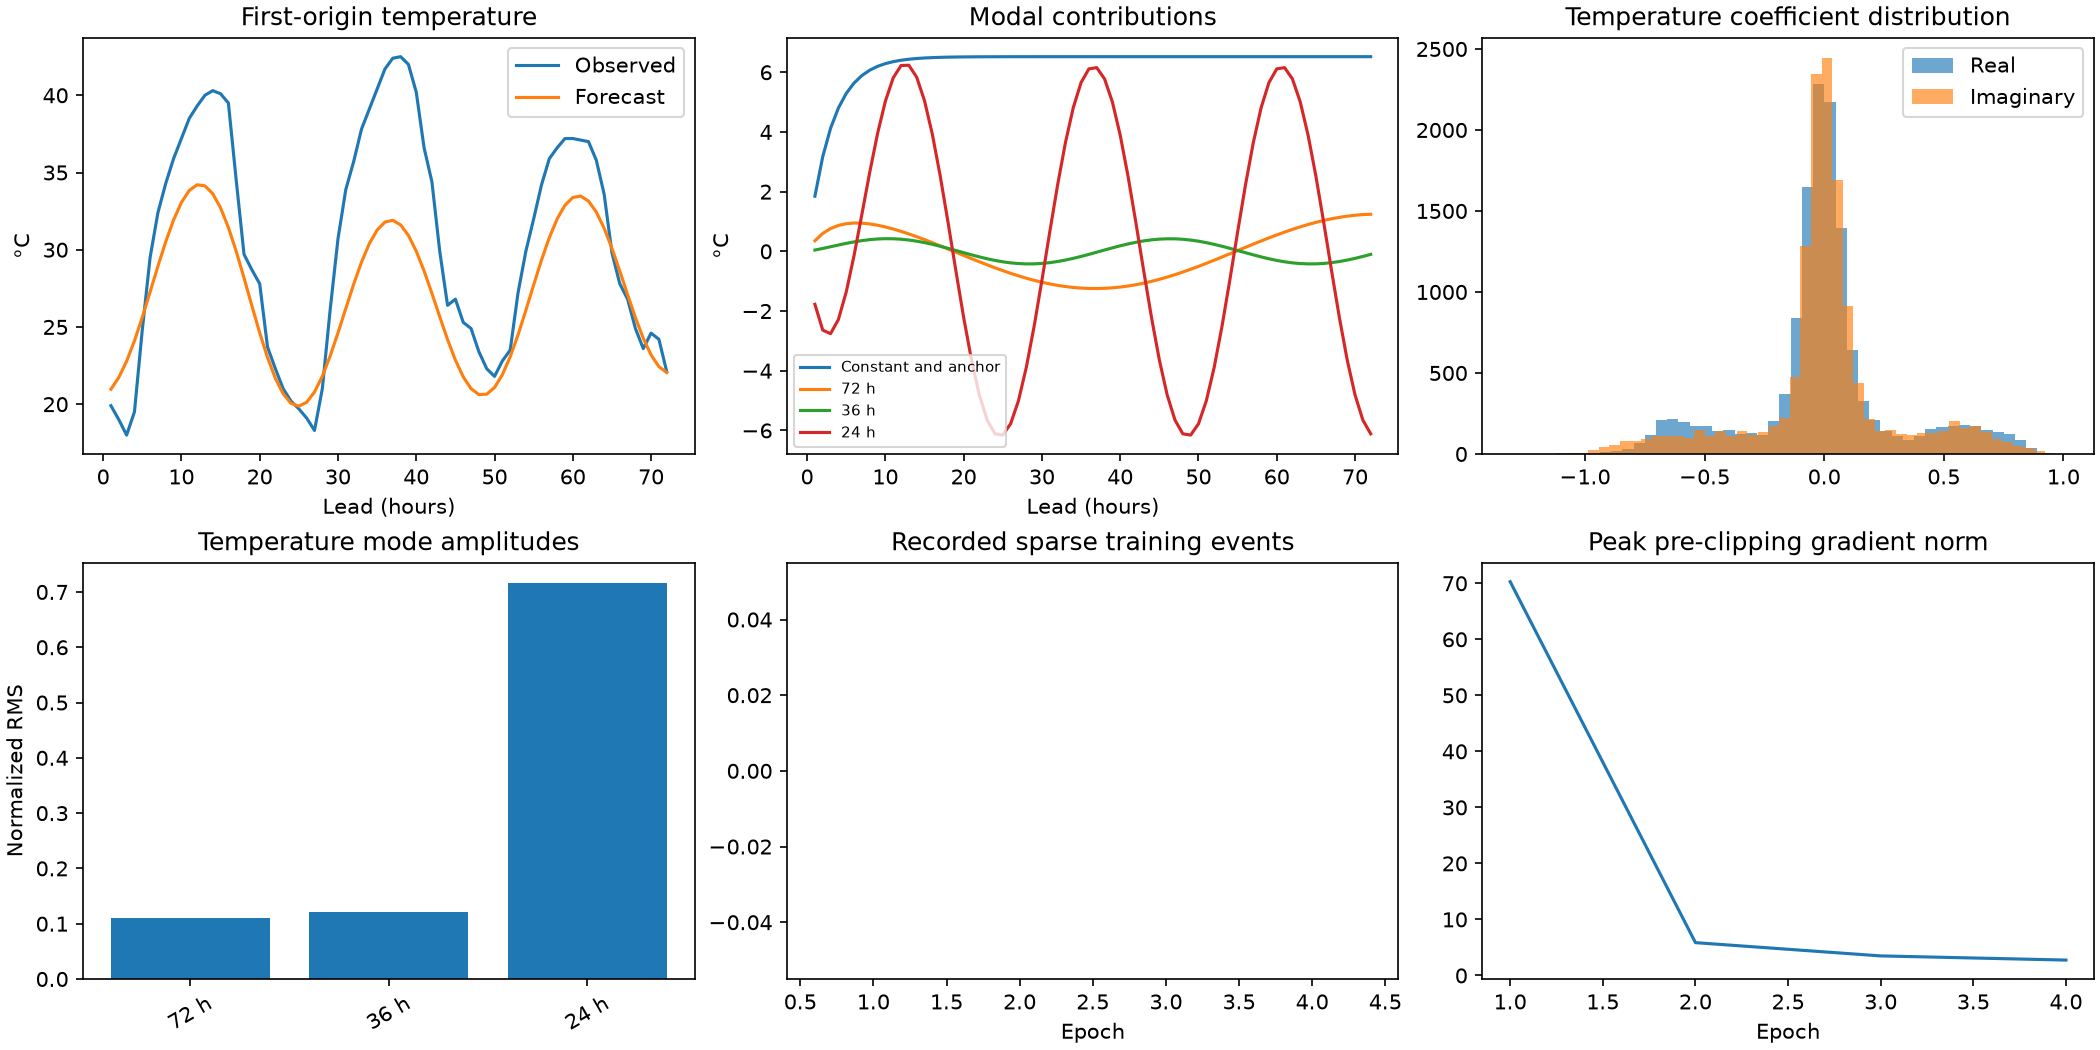 First-origin temperature
Observed
Forecast
°C
40
35
30
25
20
0 10 20 30 40 50 60 70
Lead (hours)
Modal contributions
°C
6
4
2
0
−2
−4
−6
Constant and anchor
72 h
36 h
24 h
0 10 20 30 40 50 60 70
Lead (hours)
Temperature coefficient distribution
Real
Imaginary
2500
2000
1500
1000
500
0
−1.0 −0.5 0.0 0.5 1.0
Temperature mode amplitudes
Normalized RMS
0.7
0.6
0.5
0.4
0.3
0.2
0.1
0.0
72 h 36 h 24 h
Recorded sparse training events
0.04
0.02
0.00
−0.02
−0.04
0.5 1.0 1.5 2.0 2.5 3.0 3.5 4.0 4.5
Epoch
Peak pre-clipping gradient norm
70
60
50
40
30
20
10
0
1.0 1.5 2.0 2.5 3.0 3.5 4.0
Epoch